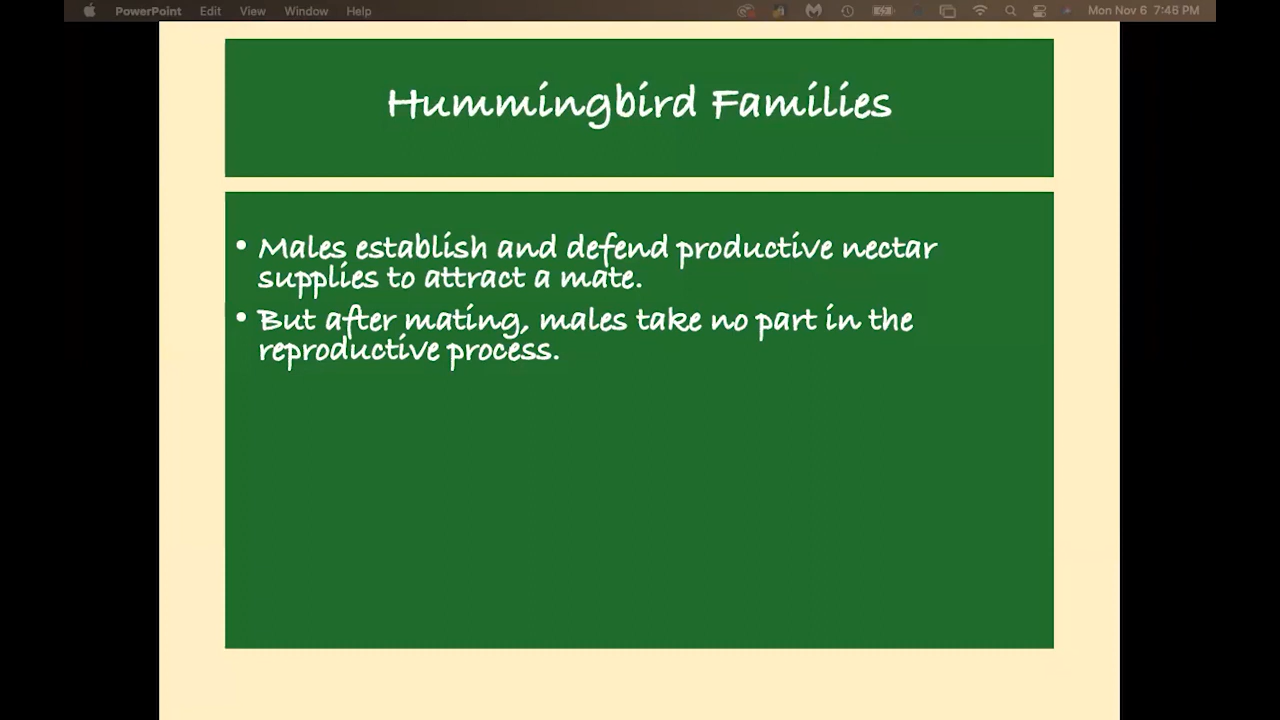 PowerPoint Edit View Window Help Mon Nov 6 7:46 PM
Hummingbird Families
• Males establish and defend productive nectar
supplies to attract a mate.
• But after mating, males take no part in the
reproductive process.